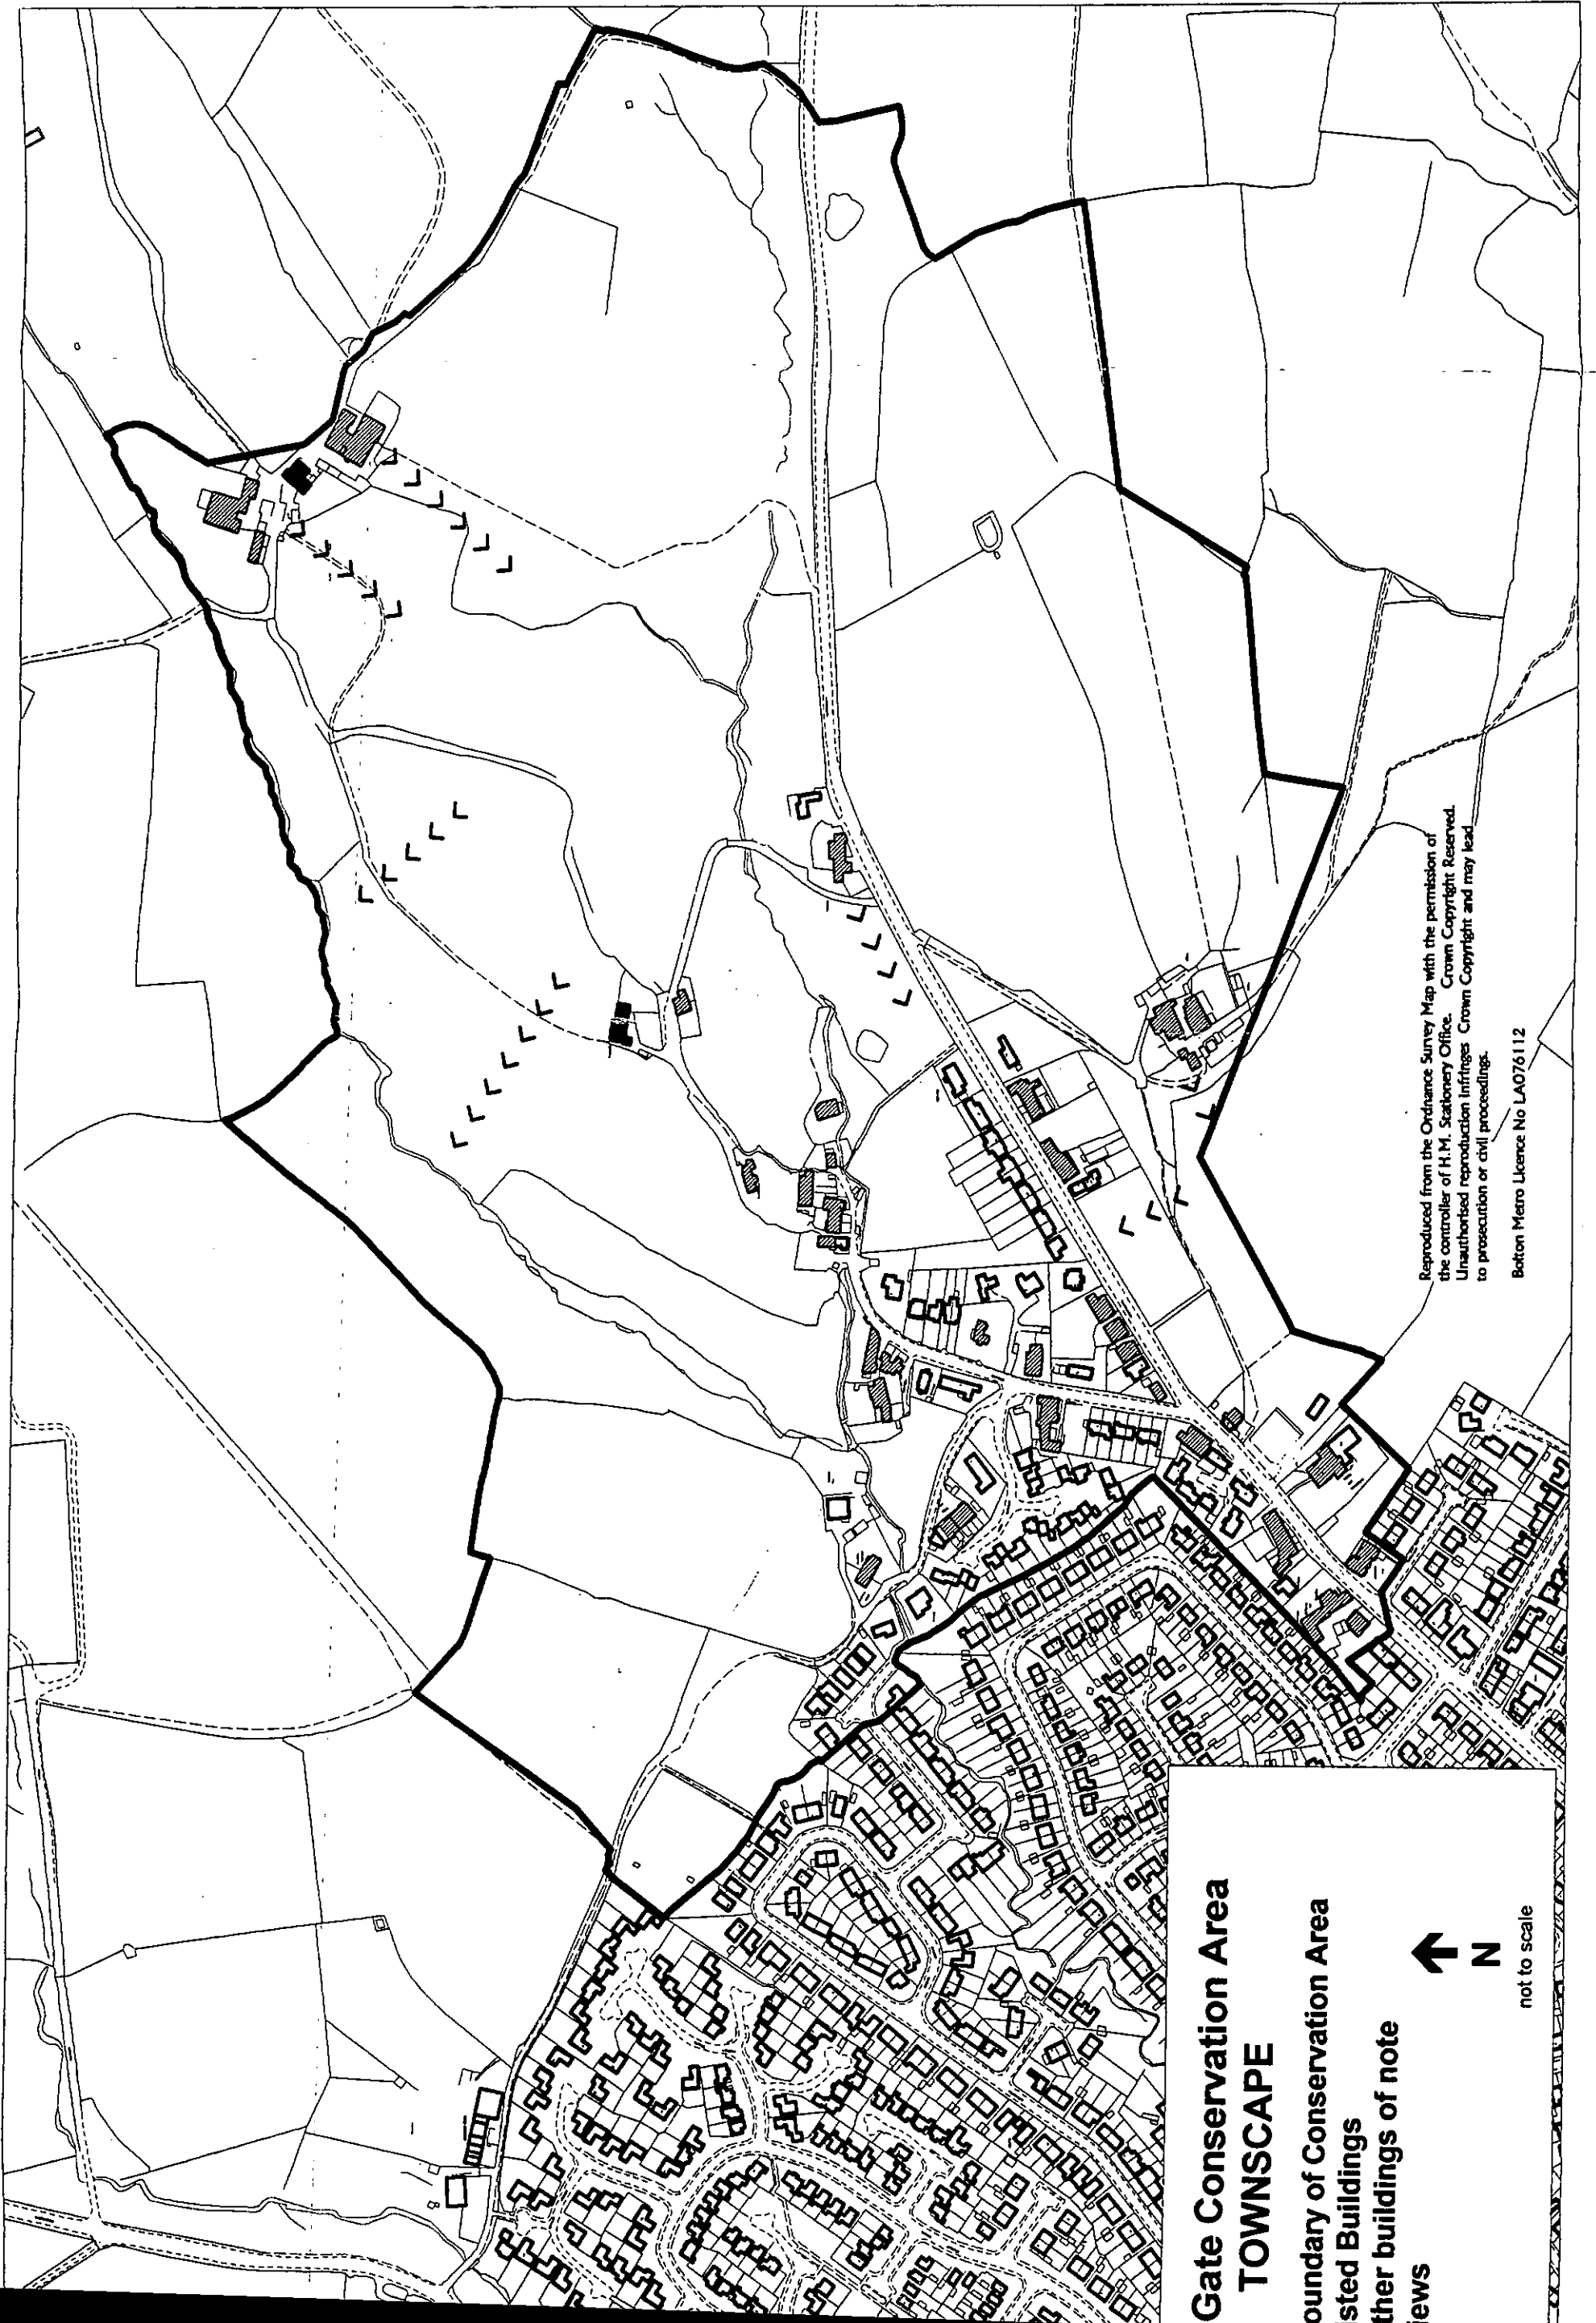 Reproduced from the Ordnance Survey Map with the permission of
the controller of H.M. Stationery Office. Crown Copyright Reserved.
Unauthorised reproduction infringes Crown Copyright and may lead
to prosecution or civil proceedings.
Bolton Metro Licence No LA076112
Gate Conservation Area
TOWNSCAPE
oundary of Conservation Area
sted Buildings
ther buildings of note
iews
N
not to scale